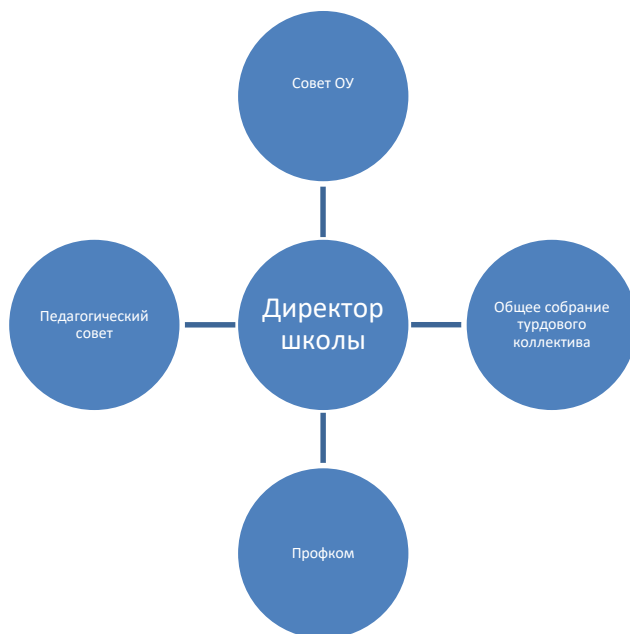 Совет ОУ
Педагогический
совет
Директор
школы
Общее собрание
турдового
коллектива
Профком